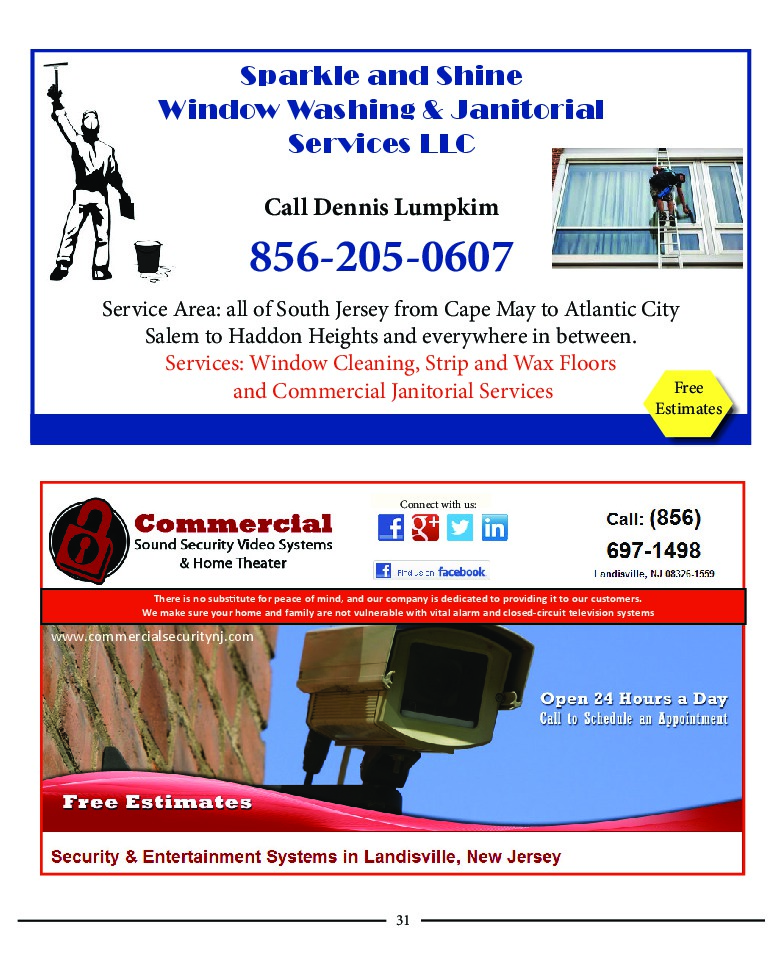 Sparkle and Shine
Window Washing & Janitorial
Services LLC
Call Dennis Lumpkim
856-205-0607
Service Area: all of South Jersey from Cape May to Atlantic City
Salem to Haddon Heights and everywhere in between.
Services: Window Cleaning, Strip and Wax Floors
and Commercial Janitorial Services
Free
Estimates
Commercial
Sound Security Video Systems
& Home Theater
Connect with us:
Find us on facebook
Call: (856)
697-1498
Landisville, NJ 08326-1559
There is no substitute for peace of mind, and our company is dedicated to providing it to our customers.
We make sure your home and family are not vulnerable with vital alarm and closed-circuit television systems
www.commercialsecuritynj.com
Open 24 Hours a Day
Call to Schedule an Appointment
Free Estimates
Security & Entertainment Systems in Landisville, New Jersey
31